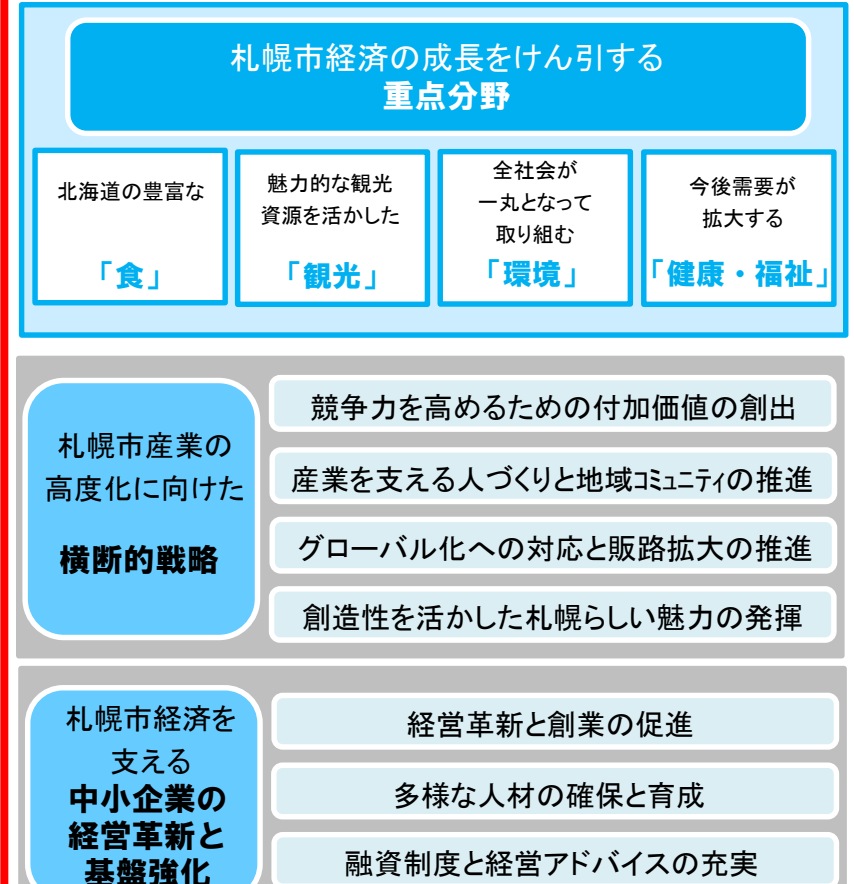 札幌市経済の成長をけん引する
重点分野
北海道の豊富な
「食」
魅力的な観光
資源を活かした
「観光」
全社会が
一丸となって
取り組む
「環境」
今後需要が
拡大する
「健康・福祉」
札幌市産業の
高度化に向けた
横断的戦略
競争力を高めるための付加価値の創出
産業を支える人づくりと地域コミュニティの推進
グローバル化への対応と販路拡大の推進
創造性を活かした札幌らしい魅力の発揮
札幌市経済を
支える
中小企業の
経営革新と
基盤強化
経営革新と創業の促進
多様な人材の確保と育成
融資制度と経営アドバイスの充実